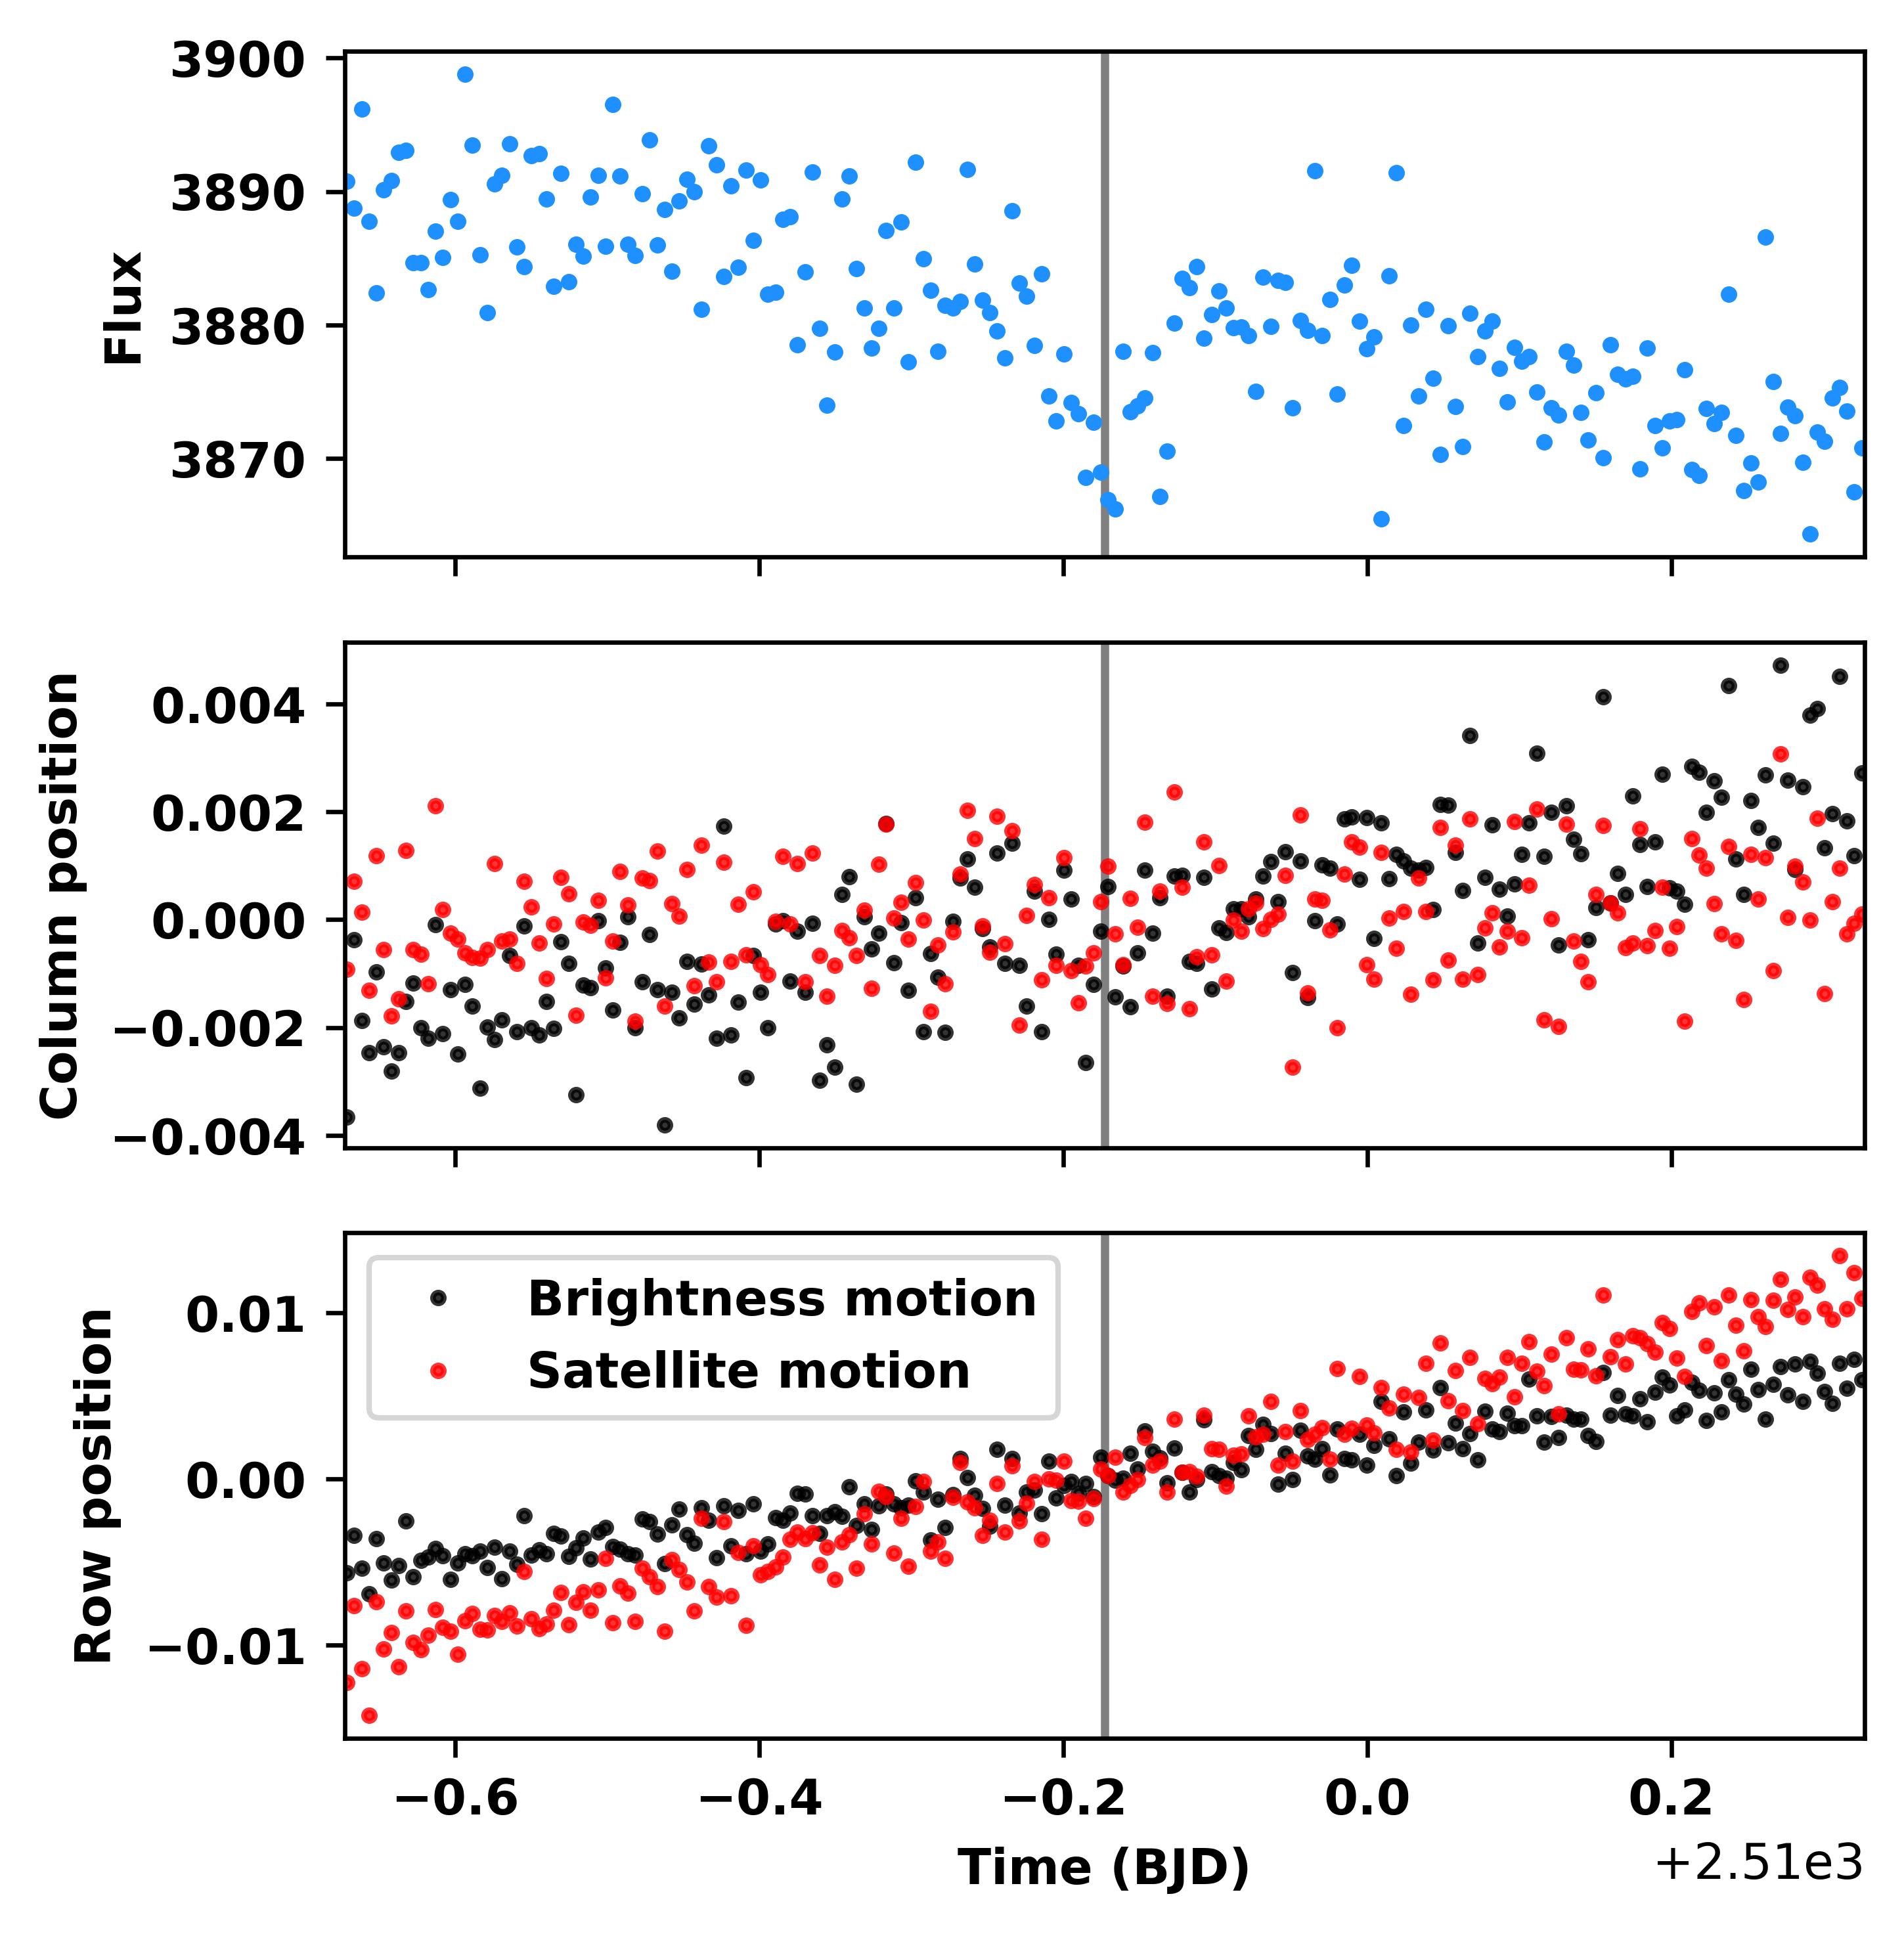 3900
3890
3880
3870
Flux
0.004
0.002
0.000
−0.002
−0.004
Column position
Brightness motion
Satellite motion
0.01
0.00
−0.01
Row position
−0.6 −0.4 −0.2 0.0 0.2
Time (BJD)
+2.51e3